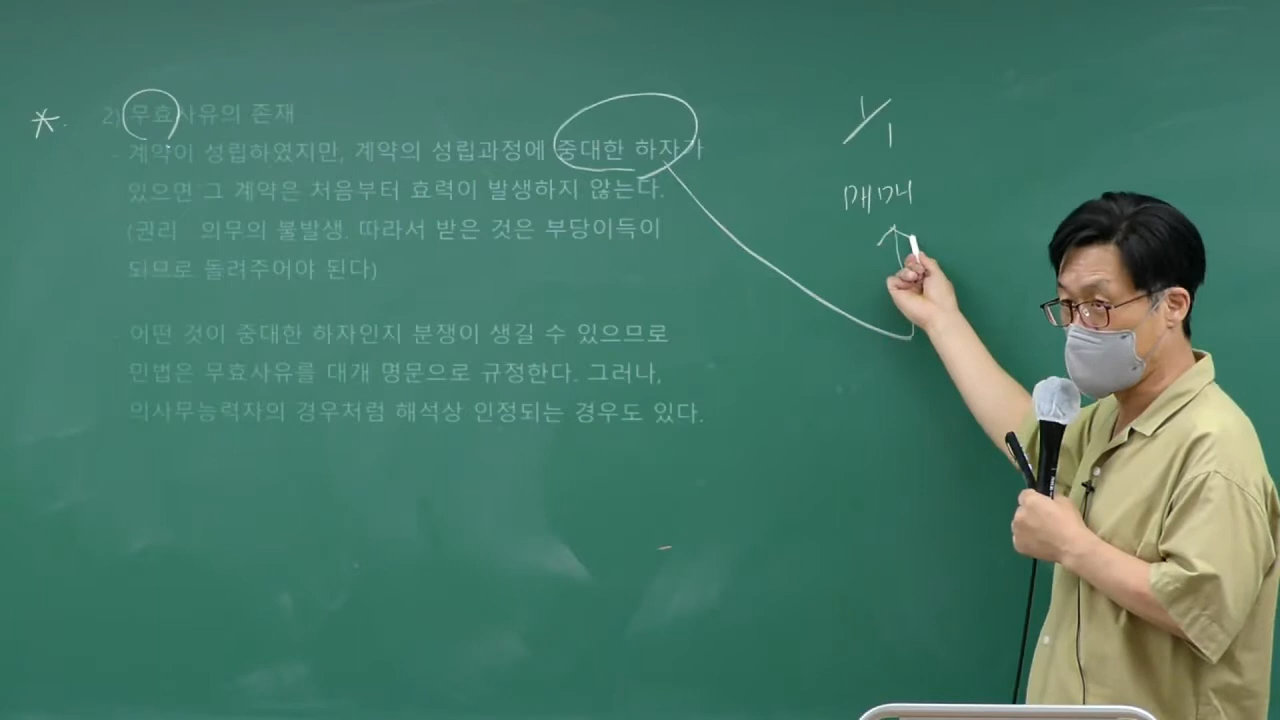 *
2) 무효사유의 존재
- 계약이 성립하였지만, 계약의 성립과정에 중대한 하자가
있으면 그 계약은 처음부터 효력이 발생하지 않는다.
(권리 의무의 불발생. 따라서 받은 것은 부당이득이
되므로 돌려주어야 된다)
- 어떤 것이 중대한 하자인지 분쟁이 생길 수 있으므로
민법은 무효사유를 대개 명문으로 규정한다. 그러나,
의사무능력자의 경우처럼 해석상 인정되는 경우도 있다.
1/1
매매